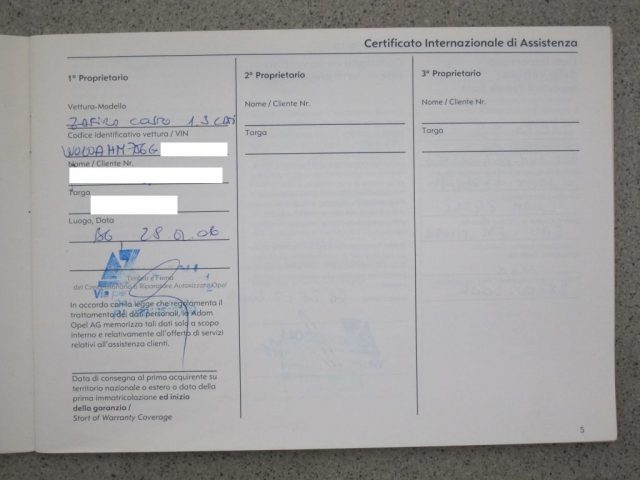 Certificato Internazionale di Assistenza
1° Proprietario
Vettura-Modello
1.9 CDTI
Codice identificativo vettura / VIN
Nome / Cliente Nr.
Targa
Luogo, Data
BG 28 01 06
Timbro e Firma
del Concessionario o Riparatore Autorizzato Opel
In accordo con la legge che regolamenta il
trattamento dei dati personali, la Adam
Opel AG memorizza tali dati solo a scopo
interno e relativamente all'offerta di servizi
relativi all'assistenza clienti.
Data di consegna al primo acquirente su
territorio nazionale o estero o data della
prima immatricolazione ed inizio
della garanzia /
Start of Warranty Coverage
2° Proprietario
Nome / Cliente Nr.
Targa
3° Proprietario
Nome / Cliente Nr.
Targa
5